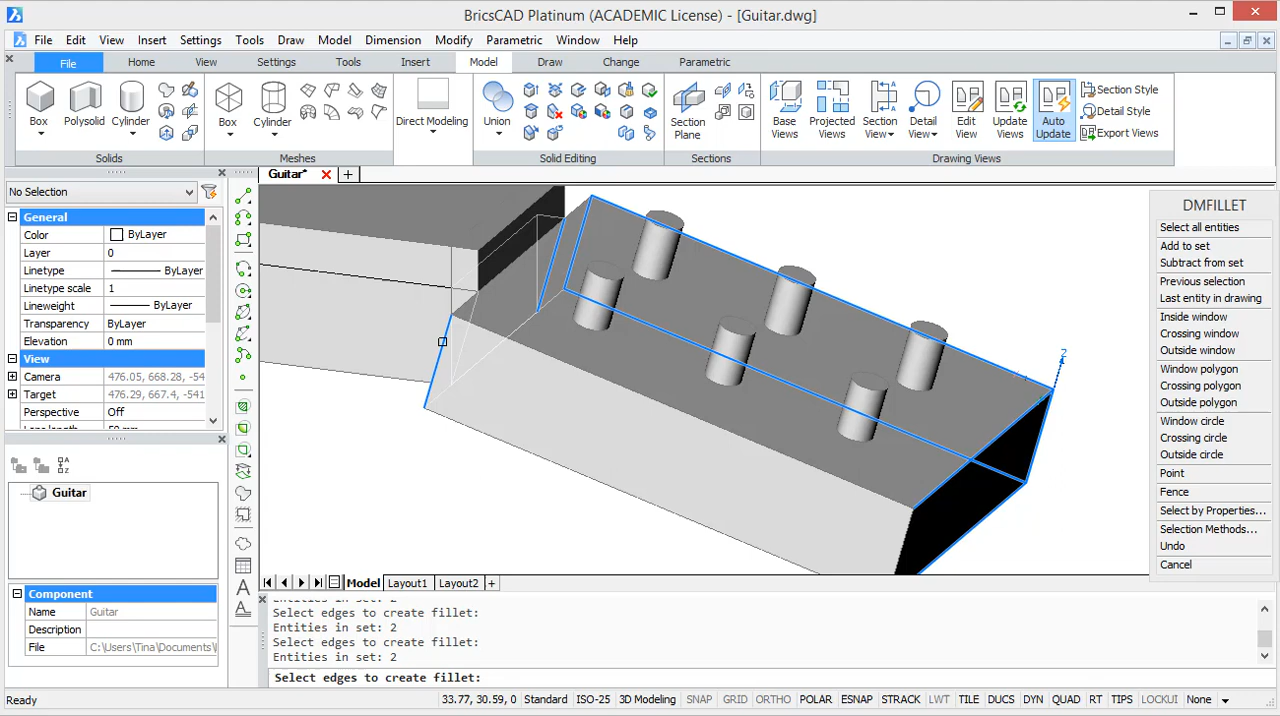 BricsCAD Platinum (ACADEMIC License) - [Guitar.dwg]
File Edit View Insert Settings Tools Draw Model Dimension Modify Parametric Window Help
File Home View Settings Tools Insert Model Draw Change Parametric
Box Polysolid Cylinder
Solids
Box Cylinder
Meshes
Direct Modeling
Union
Solid Editing
Section Plane
Sections
Base Views
Projected Views
Section View
Detail View
Edit View
Update Views
Auto Update
Section Style
Detail Style
Export Views
Drawing Views
Guitar*
No Selection
General
Color ByLayer
Layer 0
Linetype ByLayer
Linetype scale 1
Lineweight ByLayer
Transparency ByLayer
Elevation 0 mm
View
Camera 476.05, 668.28, -54
Target 476.29, 667.4, -541
Perspective Off
Guitar
Component
Name Guitar
Description
File C:\Users\Tina\Documents\
2
DMFILLET
Select all entities
Add to set
Subtract from set
Previous selection
Last entity in drawing
Inside window
Crossing window
Outside window
Window polygon
Crossing polygon
Outside polygon
Window circle
Crossing circle
Outside circle
Point
Fence
Select by Properties...
Selection Methods...
Undo
Cancel
Model Layout1 Layout2 +
Entities in set: 2
Select edges to create fillet:
Entities in set: 2
Select edges to create fillet:
Entities in set: 2
Select edges to create fillet:
Ready 33.77, 30.59, 0 Standard ISO-25 3D Modeling SNAP GRID ORTHO POLAR ESNAP STRACK LWT TILE DUCS DYN QUAD RT TIPS LOCKUI None